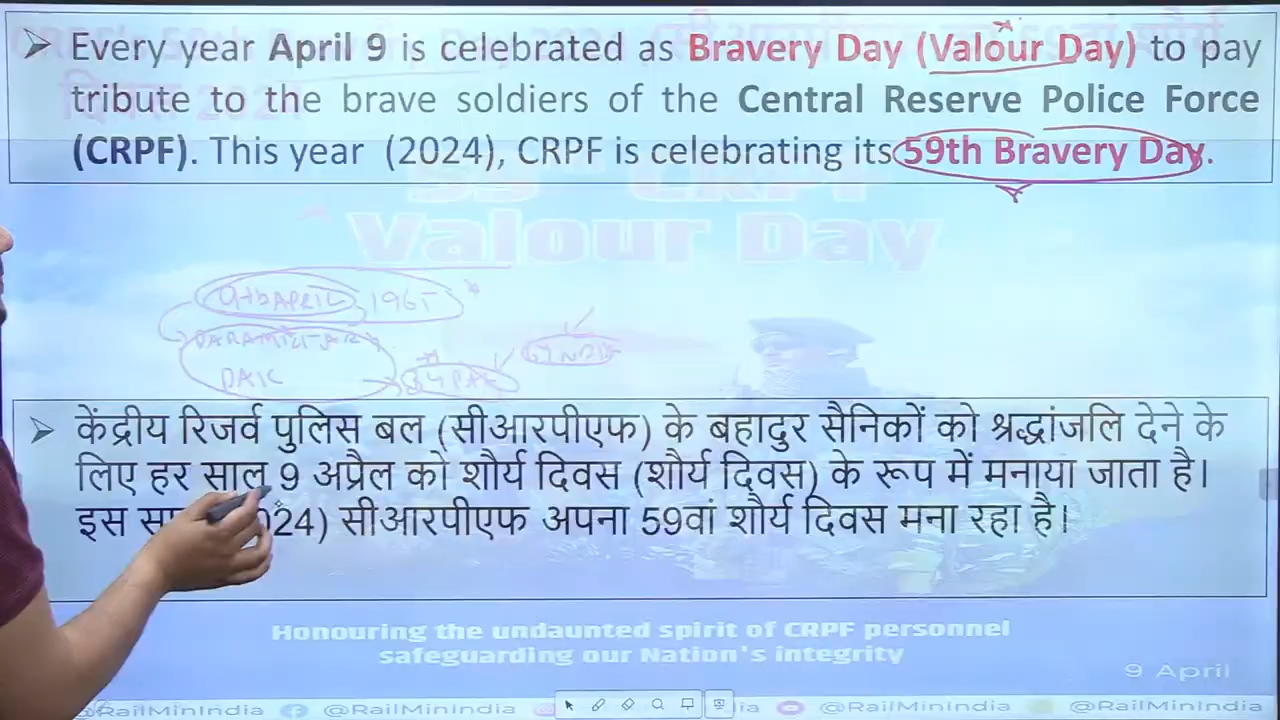 ➤ Every year April 9 is celebrated as Bravery Day (Valour Day) to pay
tribute to the brave soldiers of the Central Reserve Police Force
(CRPF). This year (2024), CRPF is celebrating its 59th Bravery Day.
Valour Day
9th APRIL 1965
➤ केंद्रीय रिजर्व पुलिस बल (सीआरपीएफ) के बहादुर सैनिकों को श्रद्धांजलि देने के
लिए हर साल 9 अप्रैल को शौर्य दिवस (शौर्य दिवस) के रूप में मनाया जाता है।
इस 024) सीआरपीएफ अपना 59वां शौर्य दिवस मना रहा है।
Honouring the undaunted spirit of CRPF personnel
safeguarding our Nation's integrity
9 April
@RailMinIndia @RailMinIndia ia @RailMinIndia @RailMinIndia